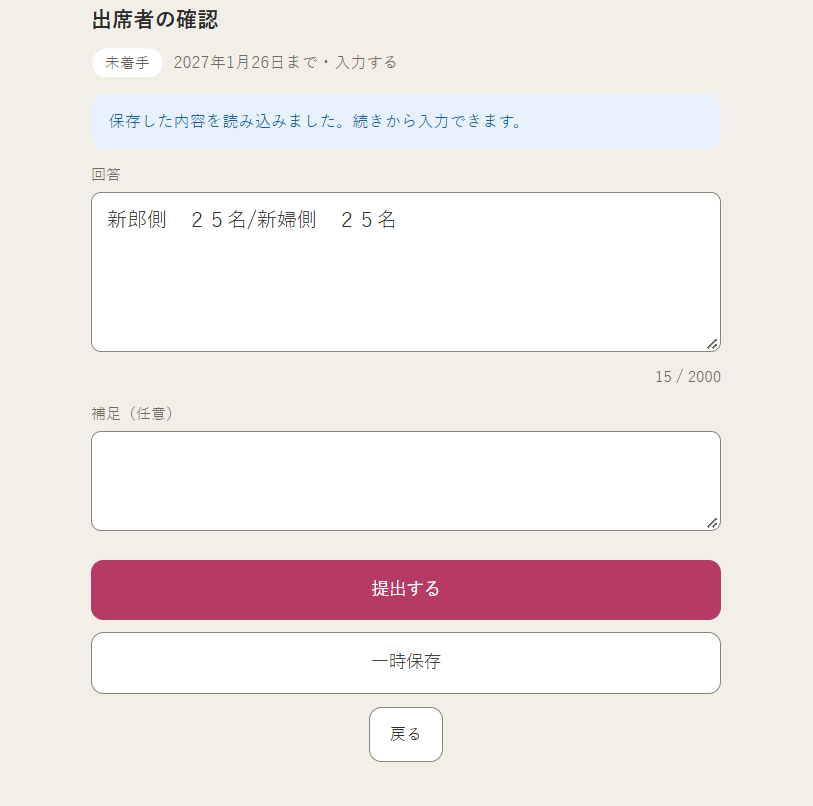 出席者の確認
未着手 2027年1月26日まで・入力する
保存した内容を読み込みました。続きから入力できます。
回答
新郎側　２５名/新婦側　２５名
15 / 2000
補足（任意）
提出する
一時保存
戻る